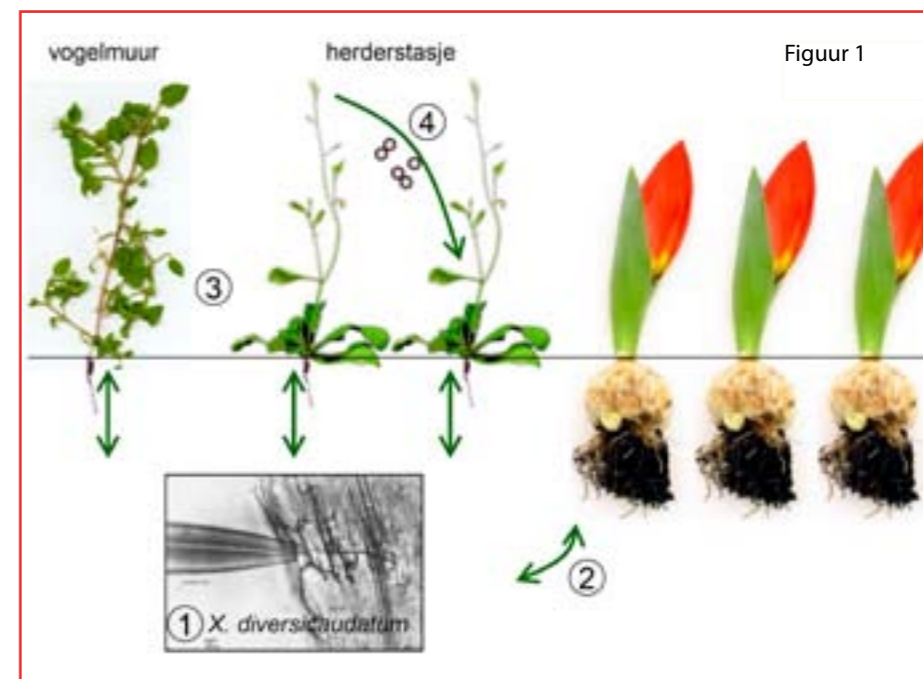 vogelmuur
herderstasje
Figuur 1
4
3
2
1 X. diversicaudatum